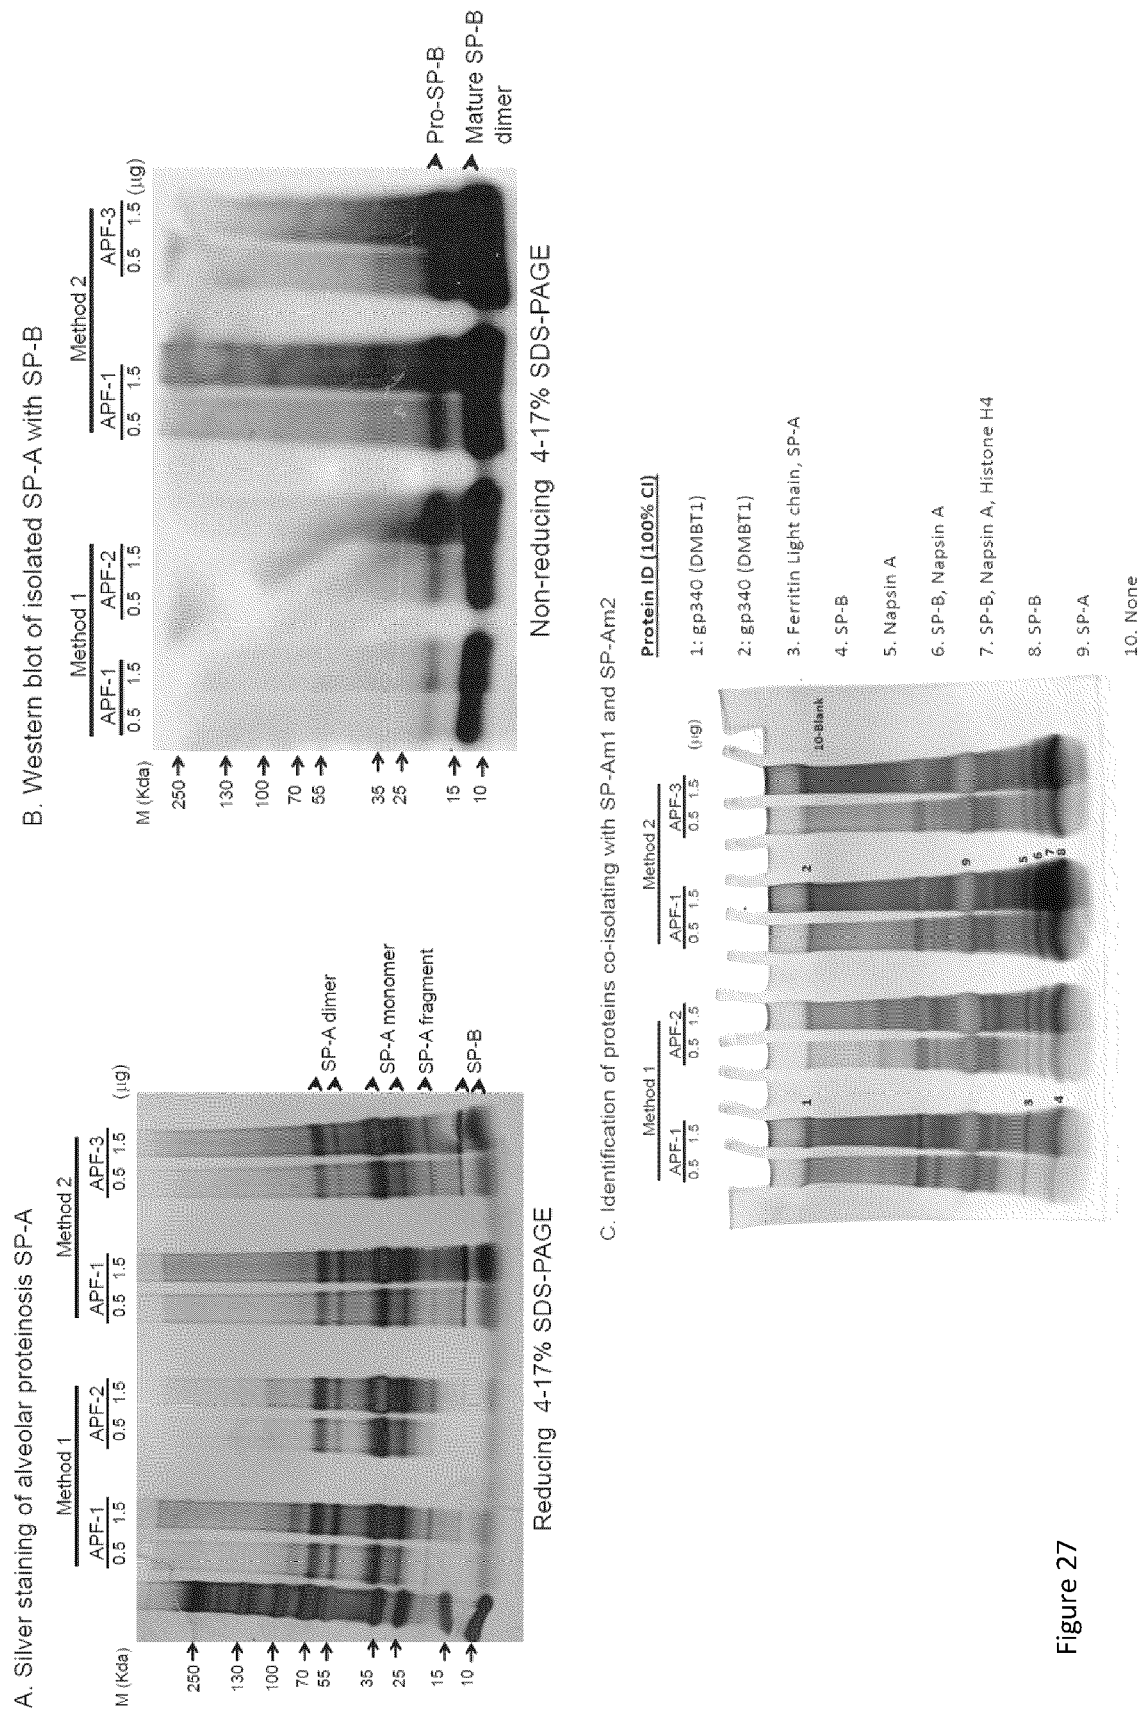 A. Silver staining of alveolar proteinosis SP-A
Method 1
Method 2
APF-1
APF-2
APF-1
APF-3
M (Kda)
0.5 1.5
0.5 1.5
0.5 1.5
0.5 1.5
(μg)
250
130
100
70
55
35
25
15
10
SP-A dimer
SP-A monomer
SP-A fragment
SP-B
Reducing 4-17% SDS-PAGE
B. Western blot of isolated SP-A with SP-B
Method 1
Method 2
APF-1
APF-2
APF-1
APF-3
M (Kda)
0.5 1.5
0.5 1.5
0.5 1.5
0.5 1.5
(μg)
250
130
100
70
55
35
25
15
10
Pro-SP-B
Mature SP-B
dimer
Non-reducing 4-17% SDS-PAGE
C. Identification of proteins co-isolating with SP-Am1 and SP-Am2
Method 1
Method 2
APF-1
APF-2
APF-1
APF-3
0.5 1.5
0.5 1.5
0.5 1.5
0.5 1.5
(μg)
1
2
10-Blank
9
3
4
5
6
7
8
Protein ID (100% CI)
1: gp340 (DMBT1)
2: gp340 (DMBT1)
3. Ferritin Light chain, SP-A
4. SP-B
5. Napsin A
6. SP-B, Napsin A
7. SP-B, Napsin A, Histone H4
8. SP-B
9. SP-A
10. None
Figure 27